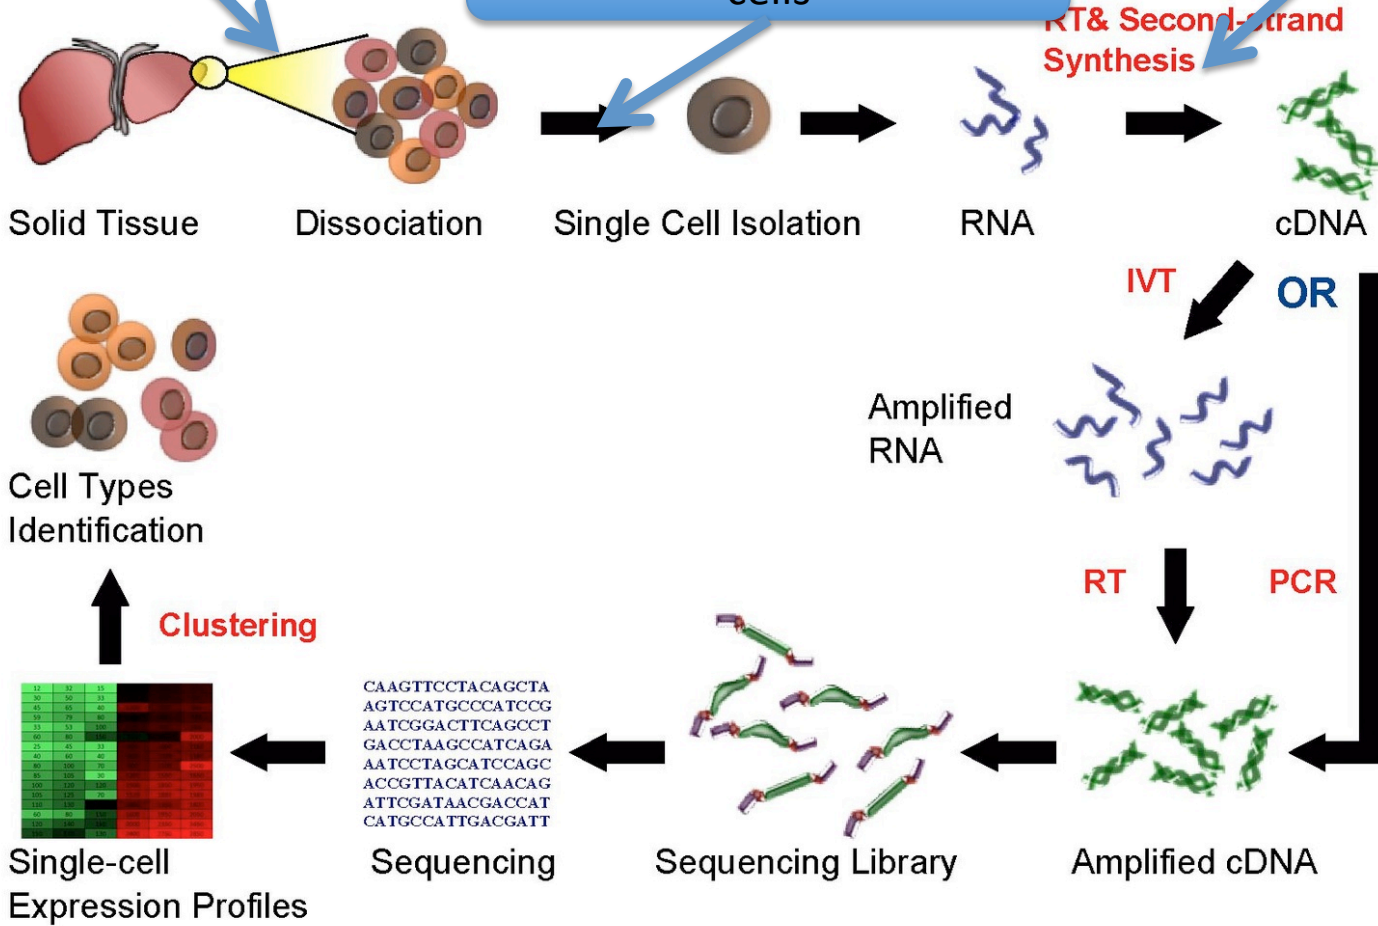 cells
RT& Second-strand
Synthesis
Solid Tissue
Dissociation
Single Cell Isolation
RNA
cDNA
IVT
OR
Amplified
RNA
RT
PCR
Cell Types
Identification
Clustering
CAAGTTCCTACAGCTA
AGTCCATGCCCATCCG
AATCGGACTTCAGCCT
GACCTAAGCCATCAGA
AATCCTAGCATCCAGC
ACCGTTACATCAACAG
ATTCGATAACGACCAT
CATGCCATTGACGATT
Single-cell
Expression Profiles
Sequencing
Sequencing Library
Amplified cDNA